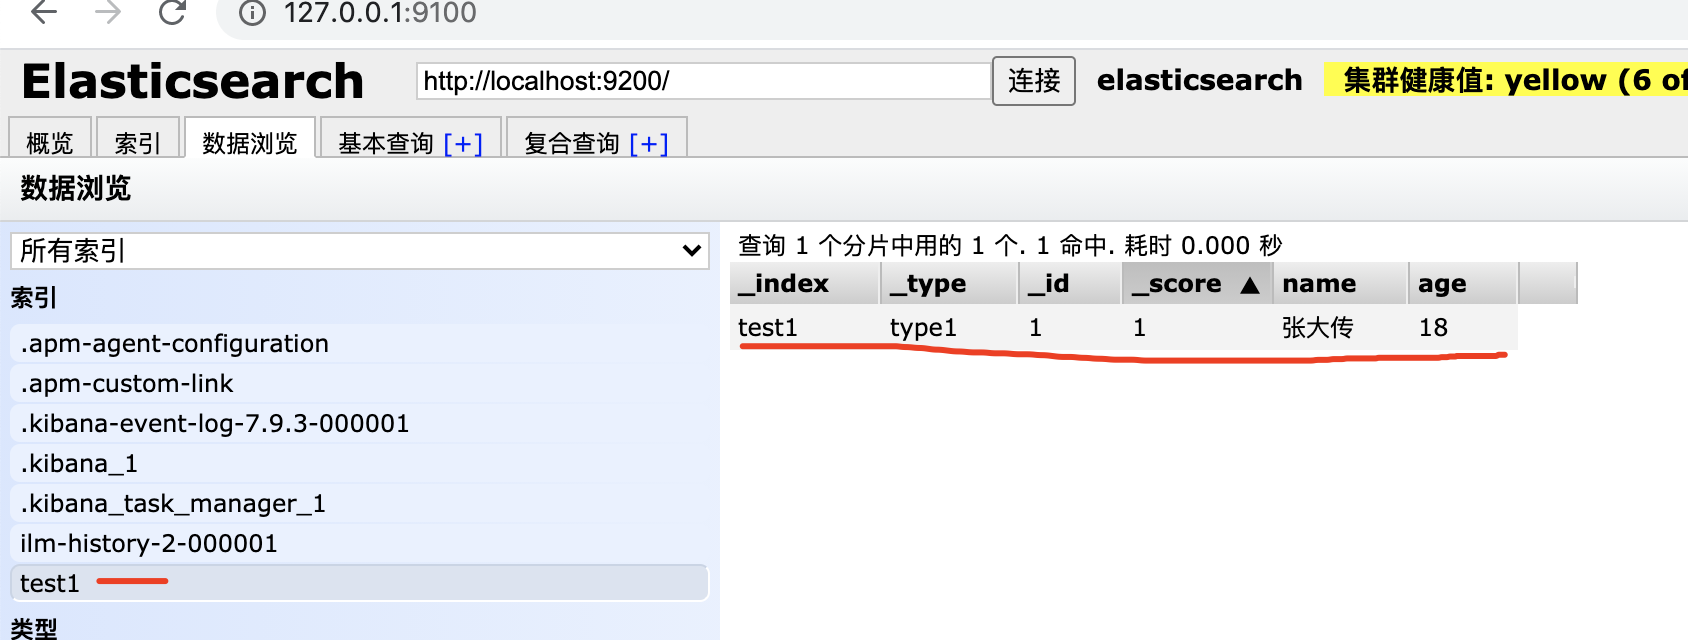 127.0.0.1:9100
Elasticsearch http://localhost:9200/ 连接 elasticsearch 集群健康值: yellow (6 of
概览 索引 数据浏览 基本查询 [+] 复合查询 [+]
数据浏览
所有索引
索引
.apm-agent-configuration
.apm-custom-link
.kibana-event-log-7.9.3-000001
.kibana_1
.kibana_task_manager_1
ilm-history-2-000001
test1
类型
查询 1 个分片中用的 1 个. 1 命中. 耗时 0.000 秒
_index _type _id _score ▲ name age
test1 type1 1 1 张大传 18